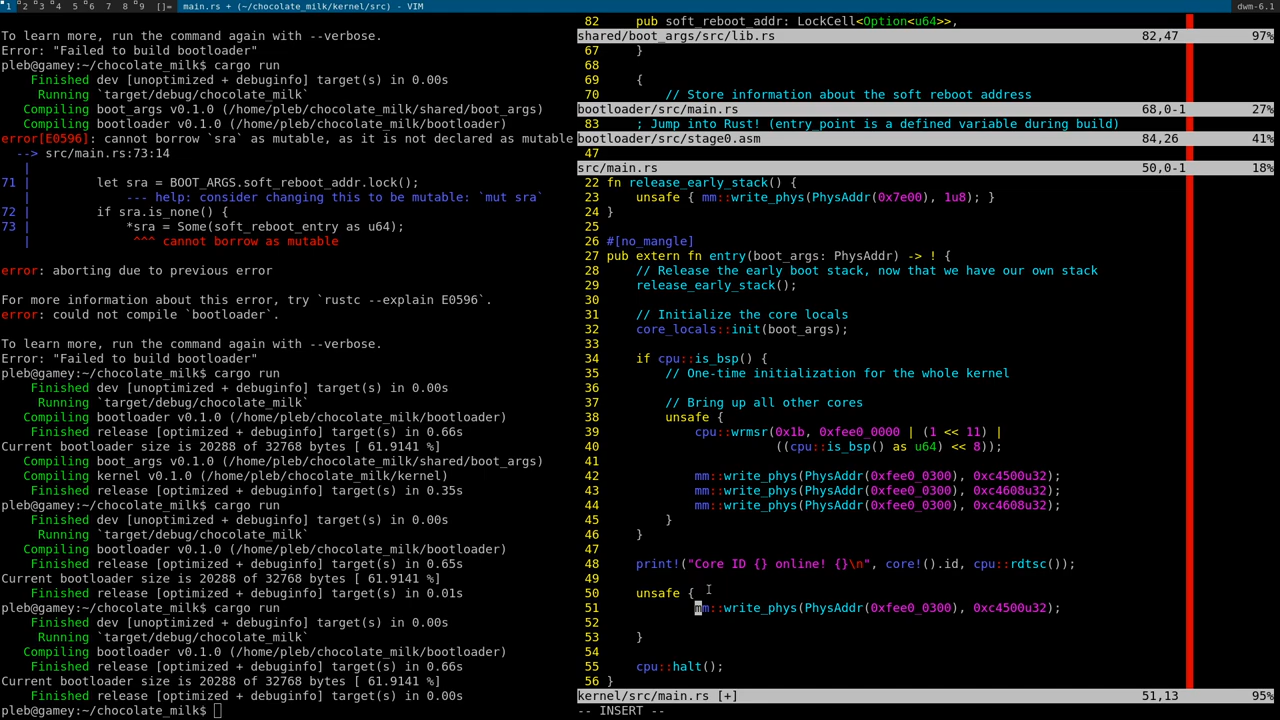 1 2 3 4 5 6 7 8 9 []= main.rs + (~/chocolate_milk/kernel/src) - VIM dwm-6.1
To learn more, run the command again with --verbose.
Error: "Failed to build bootloader"
pleb@gamey:~/chocolate_milk$ cargo run
Finished dev [unoptimized + debuginfo] target(s) in 0.00s
Running `target/debug/chocolate_milk`
Compiling boot_args v0.1.0 (/home/pleb/chocolate_milk/shared/boot_args)
Compiling bootloader v0.1.0 (/home/pleb/chocolate_milk/bootloader)
error[E0596]: cannot borrow `sra` as mutable, as it is not declared as mutable
--> src/main.rs:73:14
|
71 | let sra = BOOT_ARGS.soft_reboot_addr.lock();
| --- help: consider changing this to be mutable: `mut sra`
72 | if sra.is_none() {
73 | *sra = Some(soft_reboot_entry as u64);
| ^^^ cannot borrow as mutable
error: aborting due to previous error
For more information about this error, try `rustc --explain E0596`.
error: could not compile `bootloader`.
To learn more, run the command again with --verbose.
Error: "Failed to build bootloader"
pleb@gamey:~/chocolate_milk$ cargo run
Finished dev [unoptimized + debuginfo] target(s) in 0.00s
Running `target/debug/chocolate_milk`
Compiling bootloader v0.1.0 (/home/pleb/chocolate_milk/bootloader)
Finished release [optimized + debuginfo] target(s) in 0.66s
Current bootloader size is 20288 of 32768 bytes [ 61.9141 %]
Compiling boot_args v0.1.0 (/home/pleb/chocolate_milk/shared/boot_args)
Compiling kernel v0.1.0 (/home/pleb/chocolate_milk/kernel)
Finished release [optimized + debuginfo] target(s) in 0.35s
pleb@gamey:~/chocolate_milk$ cargo run
Finished dev [unoptimized + debuginfo] target(s) in 0.00s
Running `target/debug/chocolate_milk`
Compiling bootloader v0.1.0 (/home/pleb/chocolate_milk/bootloader)
Finished release [optimized + debuginfo] target(s) in 0.65s
Current bootloader size is 20288 of 32768 bytes [ 61.9141 %]
Finished release [optimized + debuginfo] target(s) in 0.01s
pleb@gamey:~/chocolate_milk$ cargo run
Finished dev [unoptimized + debuginfo] target(s) in 0.00s
Running `target/debug/chocolate_milk`
Compiling bootloader v0.1.0 (/home/pleb/chocolate_milk/bootloader)
Finished release [optimized + debuginfo] target(s) in 0.66s
Current bootloader size is 20288 of 32768 bytes [ 61.9141 %]
Finished release [optimized + debuginfo] target(s) in 0.00s
pleb@gamey:~/chocolate_milk$
82 pub soft_reboot_addr: LockCell<Option<u64>>,
shared/boot_args/src/lib.rs 82,47 97%
67 }
68
69 {
70 // Store information about the soft reboot address
bootloader/src/main.rs 68,0-1 27%
83 ; Jump into Rust! (entry_point is a defined variable during build)
bootloader/src/stage0.asm 84,26 41%
47
src/main.rs 50,0-1 18%
22 fn release_early_stack() {
23 unsafe { mm::write_phys(PhysAddr(0x7e00), 1u8); }
24 }
25
26 #[no_mangle]
27 pub extern fn entry(boot_args: PhysAddr) -> ! {
28 // Release the early boot stack, now that we have our own stack
29 release_early_stack();
30
31 // Initialize the core locals
32 core_locals::init(boot_args);
33
34 if cpu::is_bsp() {
35 // One-time initialization for the whole kernel
36
37 // Bring up all other cores
38 unsafe {
39 cpu::wrmsr(0x1b, 0xfee0_0000 | (1 << 11) |
40 ((cpu::is_bsp() as u64) << 8));
41
42 mm::write_phys(PhysAddr(0xfee0_0300), 0xc4500u32);
43 mm::write_phys(PhysAddr(0xfee0_0300), 0xc4608u32);
44 mm::write_phys(PhysAddr(0xfee0_0300), 0xc4608u32);
45 }
46 }
47
48 print!("Core ID {} online! {}\n", core!().id, cpu::rdtsc());
49
50 unsafe {
51 mm::write_phys(PhysAddr(0xfee0_0300), 0xc4500u32);
52
53 }
54
55 cpu::halt();
56 }
kernel/src/main.rs [+] 51,13 95%
-- INSERT --